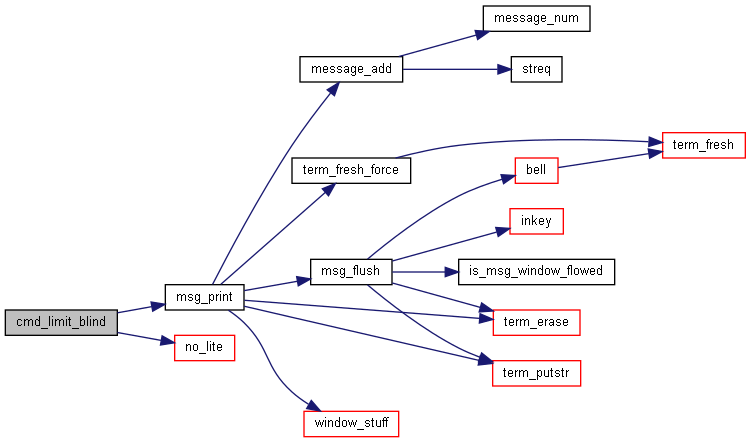 message_num
message_add
streq
term_fresh
term_fresh_force
bell
inkey
msg_flush
is_msg_window_flowed
msg_print
cmd_limit_blind
term_erase
no_lite
term_putstr
window_stuff